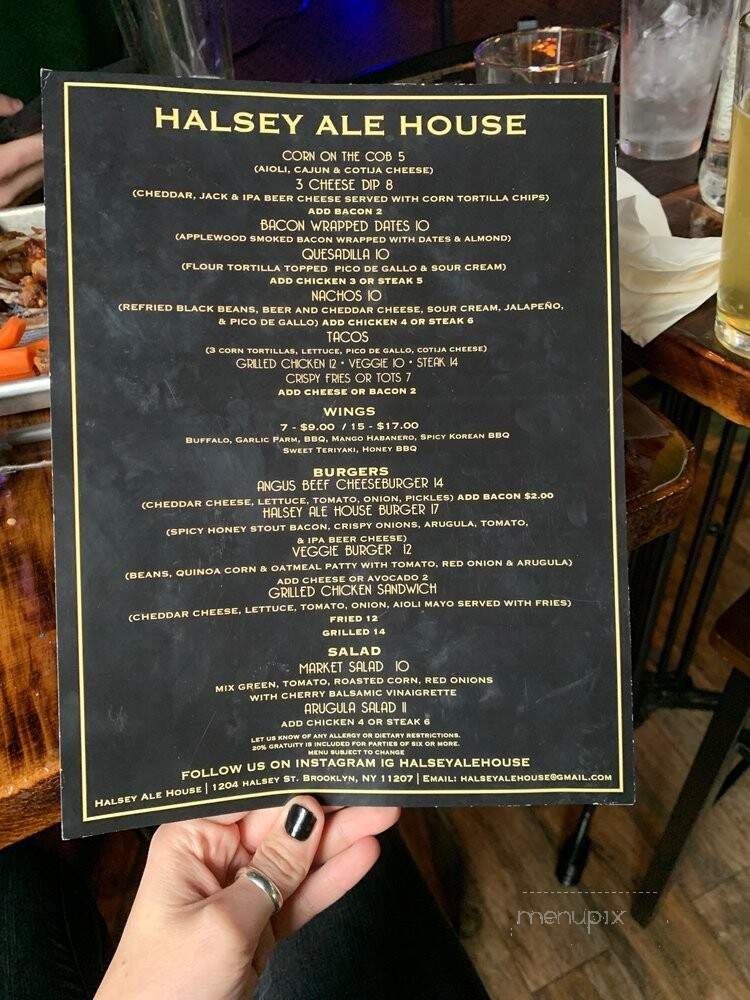 HALSEY ALE HOUSE
CORN ON THE COB 5
(AIOLI, CAJUN & COTIJA CHEESE)
3 CHEESE DIP 8
(CHEDDAR, JACK & IPA BEER CHEESE SERVED WITH CORN TORTILLA CHIPS)
ADD BACON 2
BACON WRAPPED DATES 10
(APPLEWOOD SMOKED BACON WRAPPED WITH DATES & ALMOND)
QUESADILLA 10
(FLOUR TORTILLA TOPPED PICO DE GALLO & SOUR CREAM)
ADD CHICKEN 3 OR STEAK 5
NACHOS 10
(REFRIED BLACK BEANS, BEER AND CHEDDAR CHEESE, SOUR CREAM, JALAPEÑO,
& PICO DE GALLO) ADD CHICKEN 4 OR STEAK 6
TACOS
(3 CORN TORTILLAS, LETTUCE, PICO DE GALLO, COTIJA CHEESE)
GRILLED CHICKEN 12 • VEGGIE 10 • STEAK 14
CRISPY FRIES OR TOTS 7
ADD CHEESE OR BACON 2
WINGS
7 - $9.00 / 15 - $17.00
BUFFALO, GARLIC PARM, BBQ, MANGO HABANERO, SPICY KOREAN BBQ
SWEET TERIYAKI, HONEY BBQ
BURGERS
ANGUS BEEF CHEESEBURGER 14
(CHEDDAR CHEESE, LETTUCE, TOMATO, ONION, PICKLES) ADD BACON $2.00
HALSEY ALE HOUSE BURGER 17
(SPICY HONEY STOUT BACON, CRISPY ONIONS, ARUGULA, TOMATO,
& IPA BEER CHEESE)
VEGGIE BURGER 12
(BEANS, QUINOA CORN & OATMEAL PATTY WITH TOMATO, RED ONION & ARUGULA)
ADD CHEESE OR AVOCADO 2
GRILLED CHICKEN SANDWICH
(CHEDDAR CHEESE, LETTUCE, TOMATO, ONION, AIOLI MAYO SERVED WITH FRIES)
FRIED 12
GRILLED 14
SALAD
MARKET SALAD 10
MIX GREEN, TOMATO, ROASTED CORN, RED ONIONS
WITH CHERRY BALSAMIC VINAIGRETTE
ARUGULA SALAD 11
ADD CHICKEN 4 OR STEAK 6
LET US KNOW OF ANY ALLERGY OR DIETARY RESTRICTIONS.
20% GRATUITY IS INCLUDED FOR PARTIES OF SIX OR MORE.
MENU SUBJECT TO CHANGE
FOLLOW US ON INSTAGRAM IG HALSEYALEHOUSE
HALSEY ALE HOUSE | 1204 HALSEY ST. BROOKLYN, NY 11207 | EMAIL: HALSEYALEHOUSE@GMAIL.COM
menupix